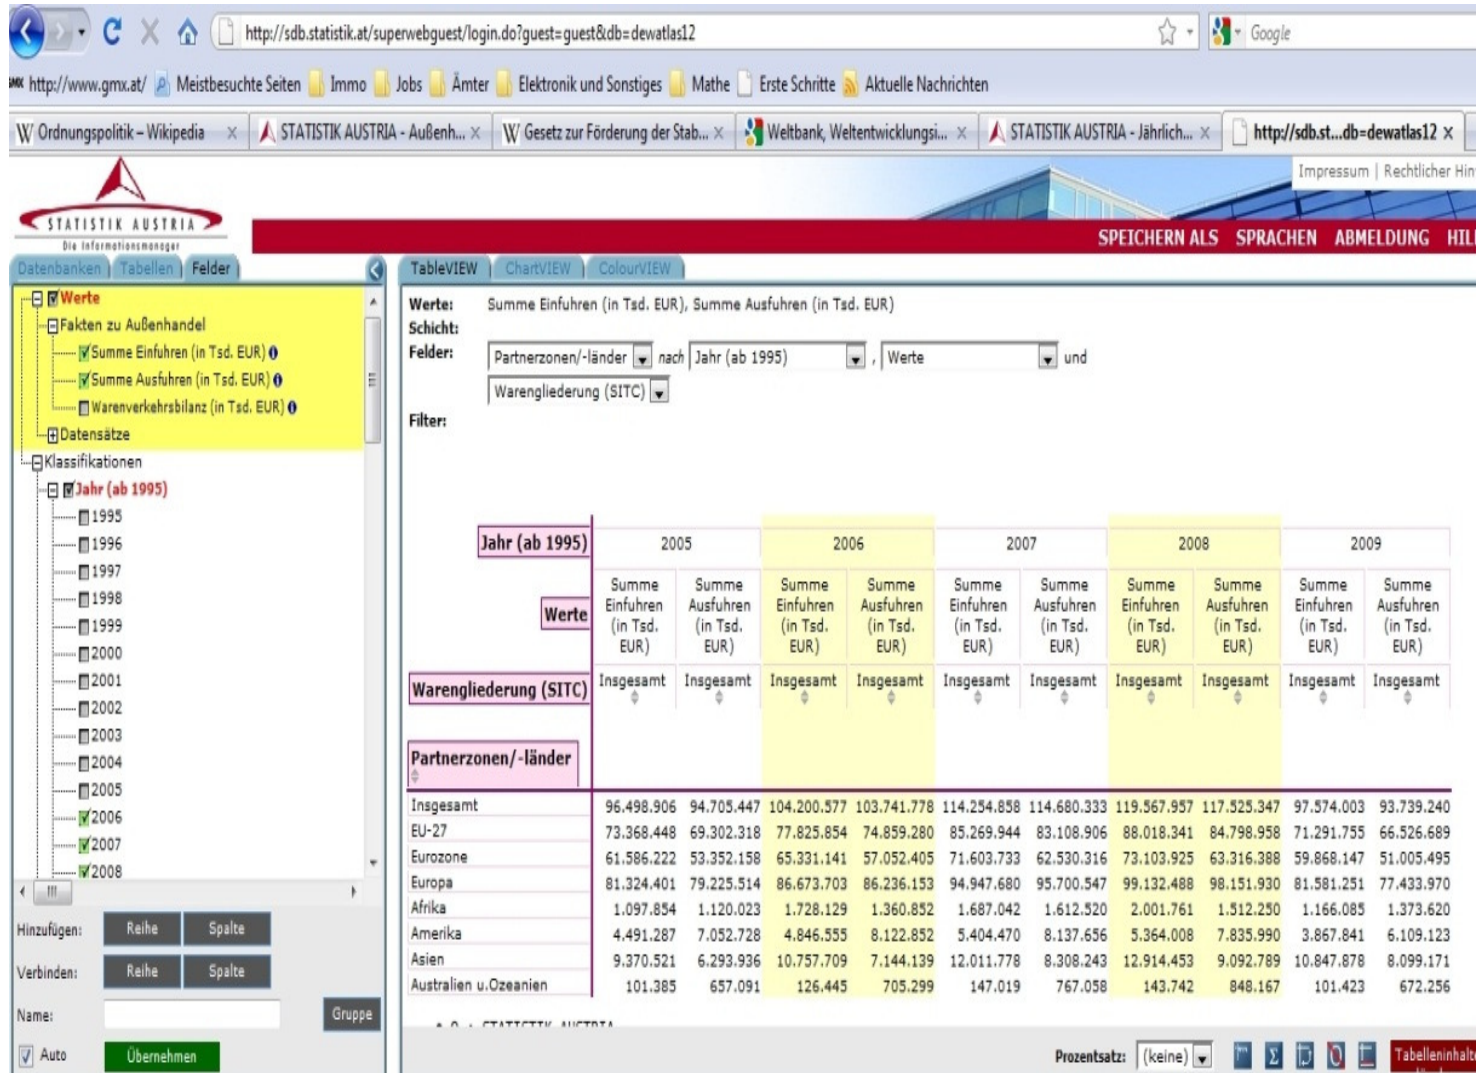 http://sdb.statistik.at/superwebguest/login.do?guest=guest&db=dewatlas12 Google
GMX http://www.gmx.at/ Meistbesuchte Seiten Immo Jobs Ämter Elektronik und Sonstiges Mathe Erste Schritte Aktuelle Nachrichten
W Ordnungspolitik – Wikipedia STATISTIK AUSTRIA - Außenh... W Gesetz zur Förderung der Stab... Weltbank, Weltentwicklungsi... STATISTIK AUSTRIA - Jährlich... http://sdb.st...db=dewatlas12
Impressum | Rechtlicher Hin
STATISTIK AUSTRIA
Die Informationsmanager
SPEICHERN ALS SPRACHEN ABMELDUNG HIL
Datenbanken Tabellen Felder
Werte
Fakten zu Außenhandel
Summe Einfuhren (in Tsd. EUR)
Summe Ausfuhren (in Tsd. EUR)
Warenverkehrsbilanz (in Tsd. EUR)
Datensätze
Klassifikationen
Jahr (ab 1995)
1995
1996
1997
1998
1999
2000
2001
2002
2003
2004
2005
2006
2007
2008
Hinzufügen: Reihe Spalte
Verbinden: Reihe Spalte
Name: Gruppe
Auto Übernehmen
TableVIEW ChartVIEW ColourVIEW
Werte: Summe Einfuhren (in Tsd. EUR), Summe Ausfuhren (in Tsd. EUR)
Schicht:
Felder: Partnerzonen/-länder nach Jahr (ab 1995) , Werte und
Warengliederung (SITC)
Filter:
Jahr (ab 1995) 2005 2006 2007 2008 2009
Werte
Summe Summe Summe Summe Summe Summe Summe Summe Summe Summe
Einfuhren Ausfuhren Einfuhren Ausfuhren Einfuhren Ausfuhren Einfuhren Ausfuhren Einfuhren Ausfuhren
(in Tsd. (in Tsd. (in Tsd. (in Tsd. (in Tsd. (in Tsd. (in Tsd. (in Tsd. (in Tsd. (in Tsd.
EUR) EUR) EUR) EUR) EUR) EUR) EUR) EUR) EUR) EUR)
Warengliederung (SITC) Insgesamt Insgesamt Insgesamt Insgesamt Insgesamt Insgesamt Insgesamt Insgesamt Insgesamt Insgesamt
Partnerzonen/-länder
Insgesamt 96.498.906 94.705.447 104.200.577 103.741.778 114.254.858 114.680.333 119.567.957 117.525.347 97.574.003 93.739.240
EU-27 73.368.448 69.302.318 77.825.854 74.859.280 85.269.944 83.108.906 88.018.341 84.798.958 71.291.755 66.526.689
Eurozone 61.586.222 53.352.158 65.331.141 57.052.405 71.603.733 62.530.316 73.103.925 63.316.388 59.868.147 51.005.495
Europa 81.324.401 79.225.514 86.673.703 86.236.153 94.947.680 95.700.547 99.132.488 98.151.930 81.581.251 77.433.970
Afrika 1.097.854 1.120.023 1.728.129 1.360.852 1.687.042 1.612.520 2.001.761 1.512.250 1.166.085 1.373.620
Amerika 4.491.287 7.052.728 4.846.555 8.122.852 5.404.470 8.137.656 5.364.008 7.835.990 3.867.841 6.109.123
Asien 9.370.521 6.293.936 10.757.709 7.144.139 12.011.778 8.308.243 12.914.453 9.092.789 10.847.878 8.099.171
Australien u.Ozeanien 101.385 657.091 126.445 705.299 147.019 767.058 143.742 848.167 101.423 672.256
STATISTIK AUSTRIA
Prozentsatz: (keine) Tabelleninhalte